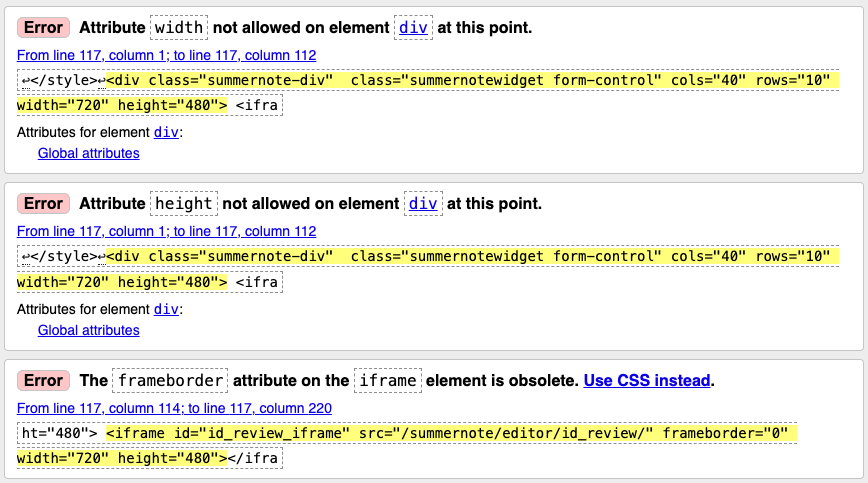 Error Attribute width not allowed on element div at this point.
From line 117, column 1; to line 117, column 112
↩</style>↩<div class="summernote-div"  class="summernotewidget form-control" cols="40" rows="10"
width="720" height="480"> <ifra
Attributes for element div:
Global attributes
Error Attribute height not allowed on element div at this point.
From line 117, column 1; to line 117, column 112
↩</style>↩<div class="summernote-div"  class="summernotewidget form-control" cols="40" rows="10"
width="720" height="480"> <ifra
Attributes for element div:
Global attributes
Error The frameborder attribute on the iframe element is obsolete. Use CSS instead.
From line 117, column 114; to line 117, column 220
ht="480"> <iframe id="id_review_iframe" src="/summernote/editor/id_review/" frameborder="0"
width="720" height="480"></ifra